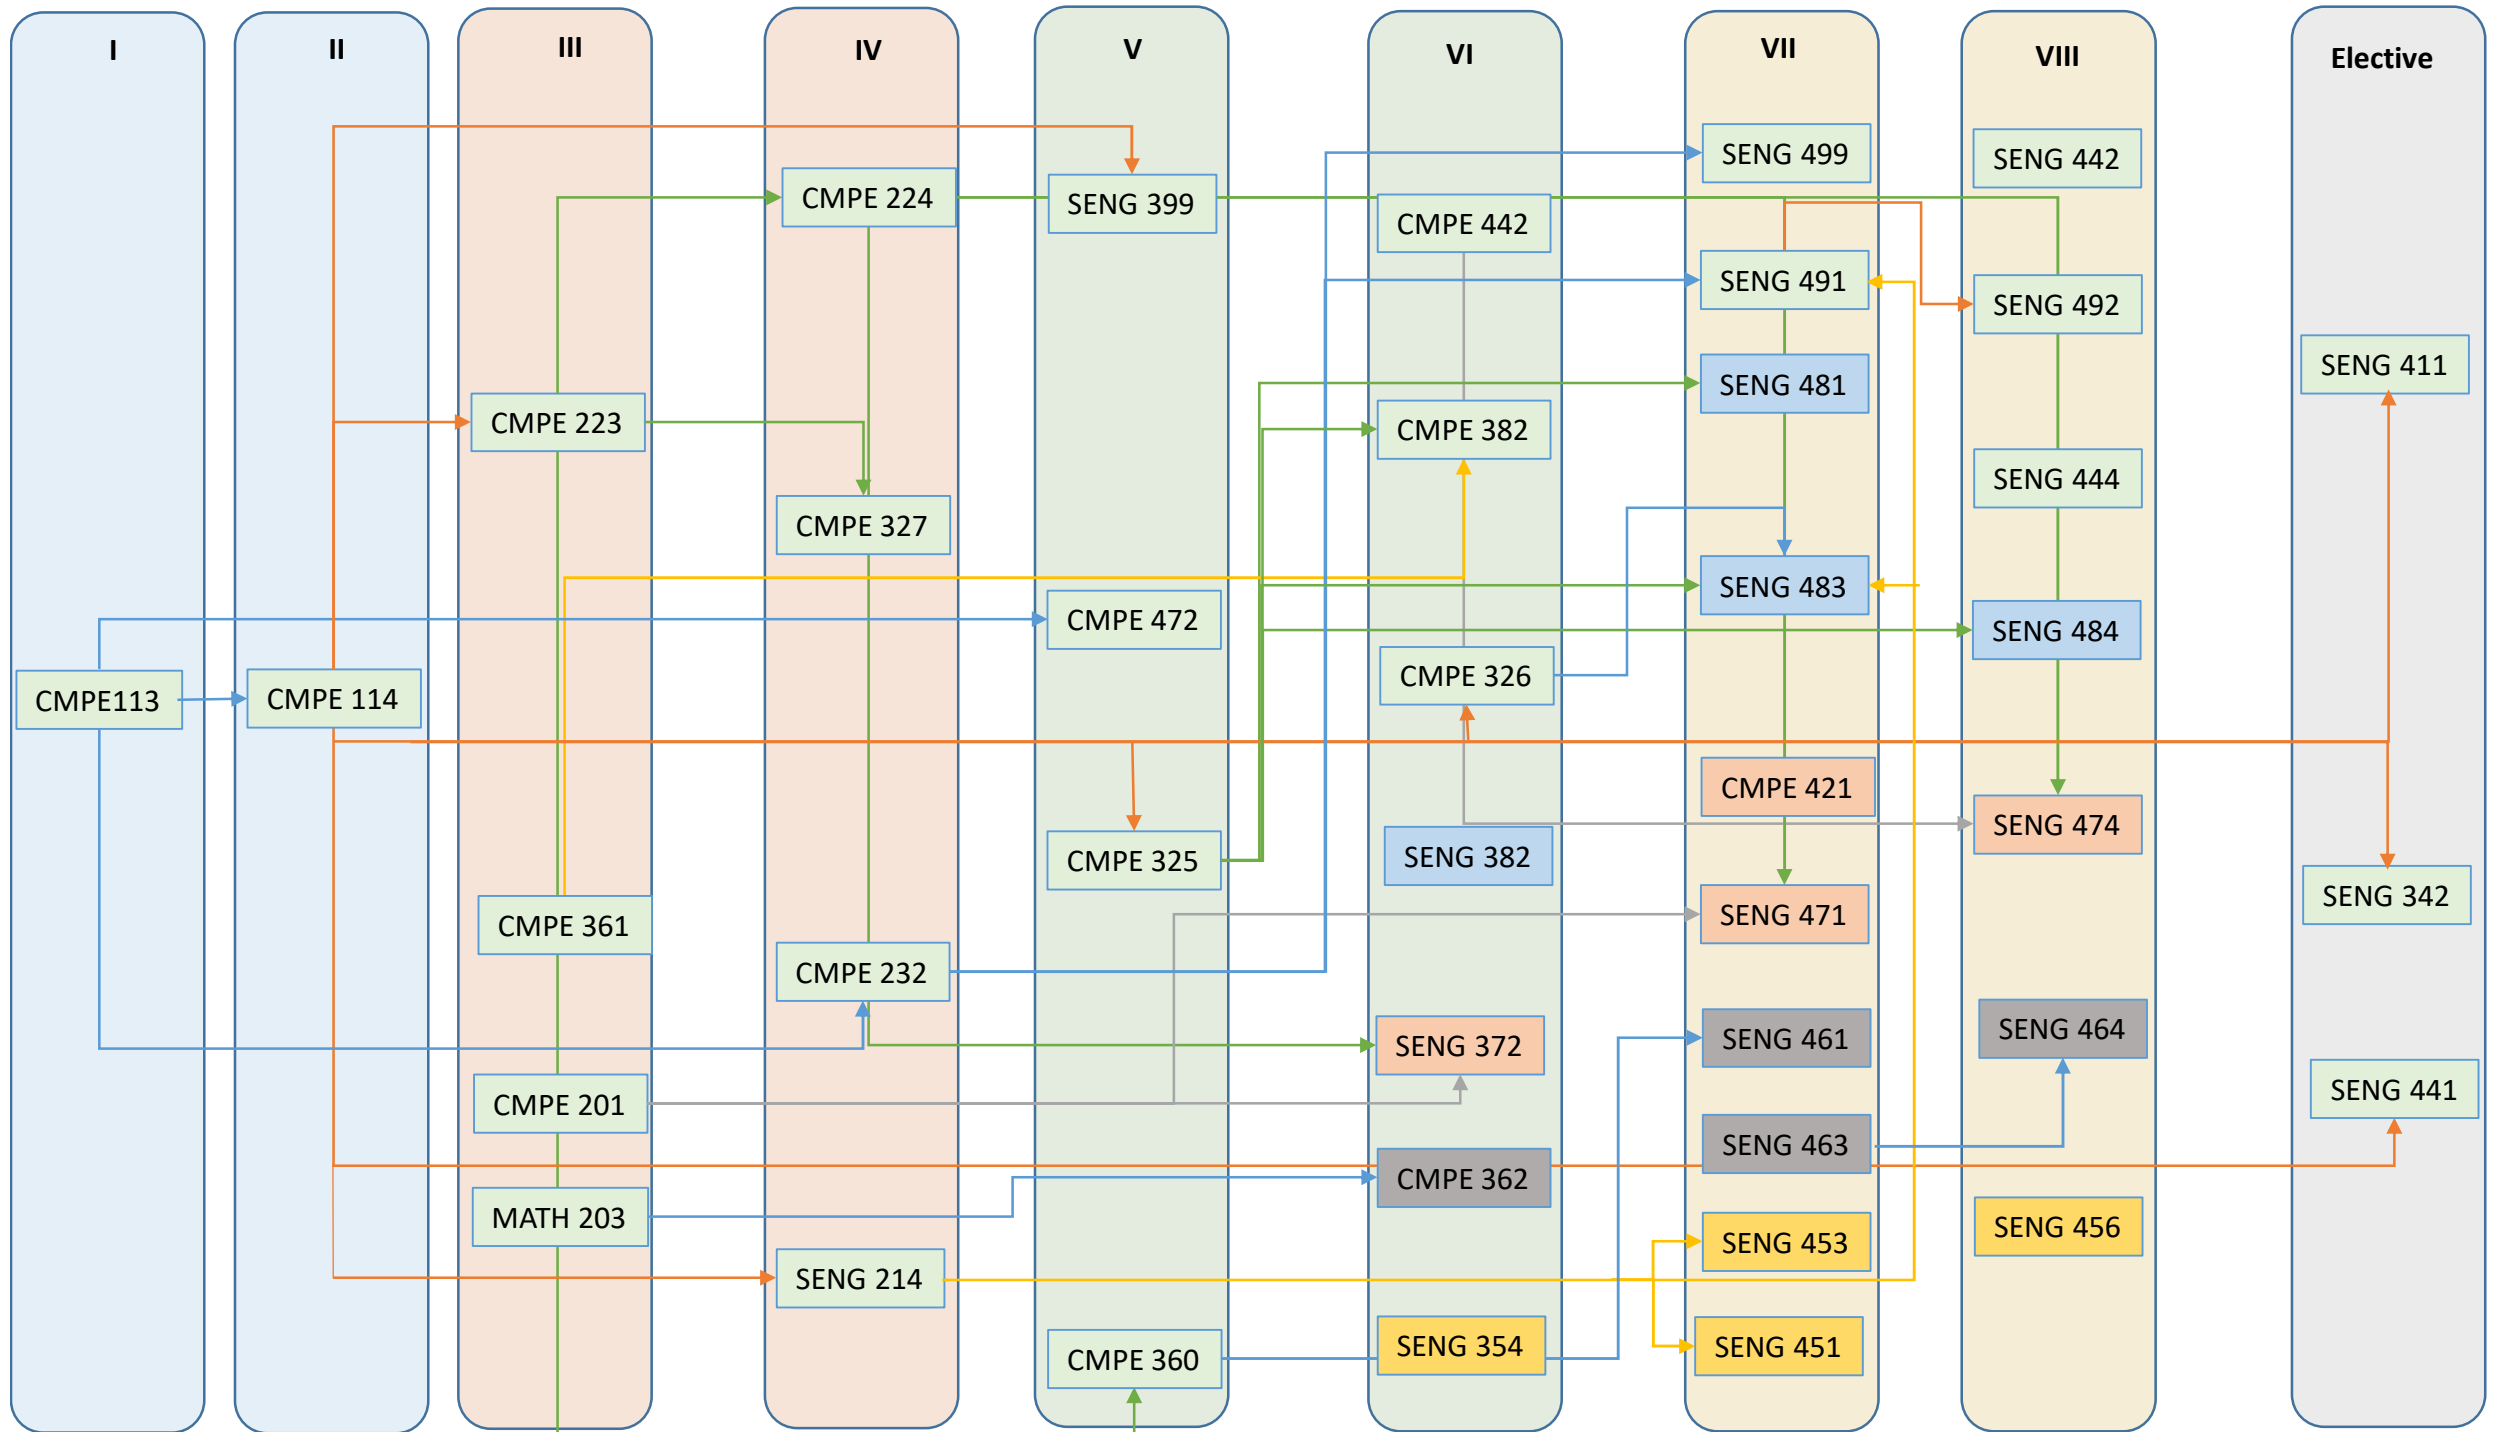 I
II
III
IV
V
VI
VII
VIII
Elective
CMPE113
CMPE 114
CMPE 223
CMPE 361
CMPE 201
MATH 203
CMPE 224
CMPE 327
CMPE 232
SENG 214
SENG 399
CMPE 472
CMPE 325
CMPE 360
CMPE 442
CMPE 382
CMPE 326
SENG 382
SENG 372
CMPE 362
SENG 354
SENG 499
SENG 491
SENG 481
SENG 483
CMPE 421
SENG 471
SENG 461
SENG 463
SENG 453
SENG 451
SENG 442
SENG 492
SENG 444
SENG 484
SENG 474
SENG 464
SENG 456
SENG 411
SENG 342
SENG 441